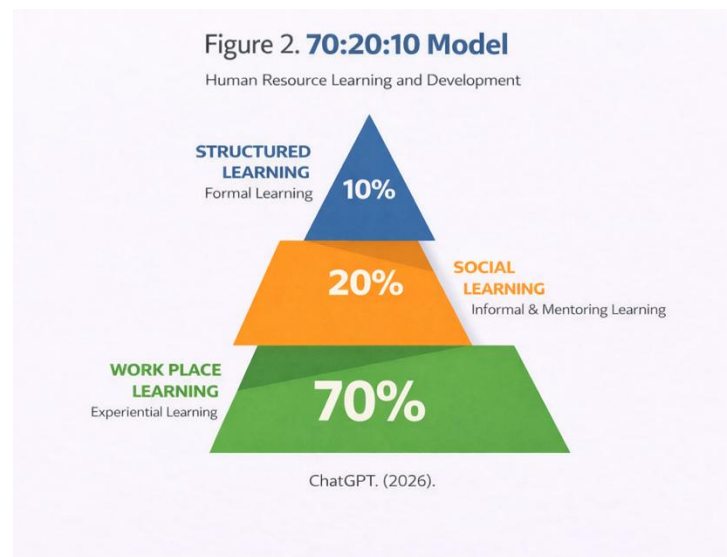 Figure 2. 70:20:10 Model
Human Resource Learning and Development
STRUCTURED
LEARNING
Formal Learning
10%
20%
SOCIAL
LEARNING
Informal & Mentoring Learning
WORK PLACE
LEARNING
Experiential Learning
70%
ChatGPT. (2026).